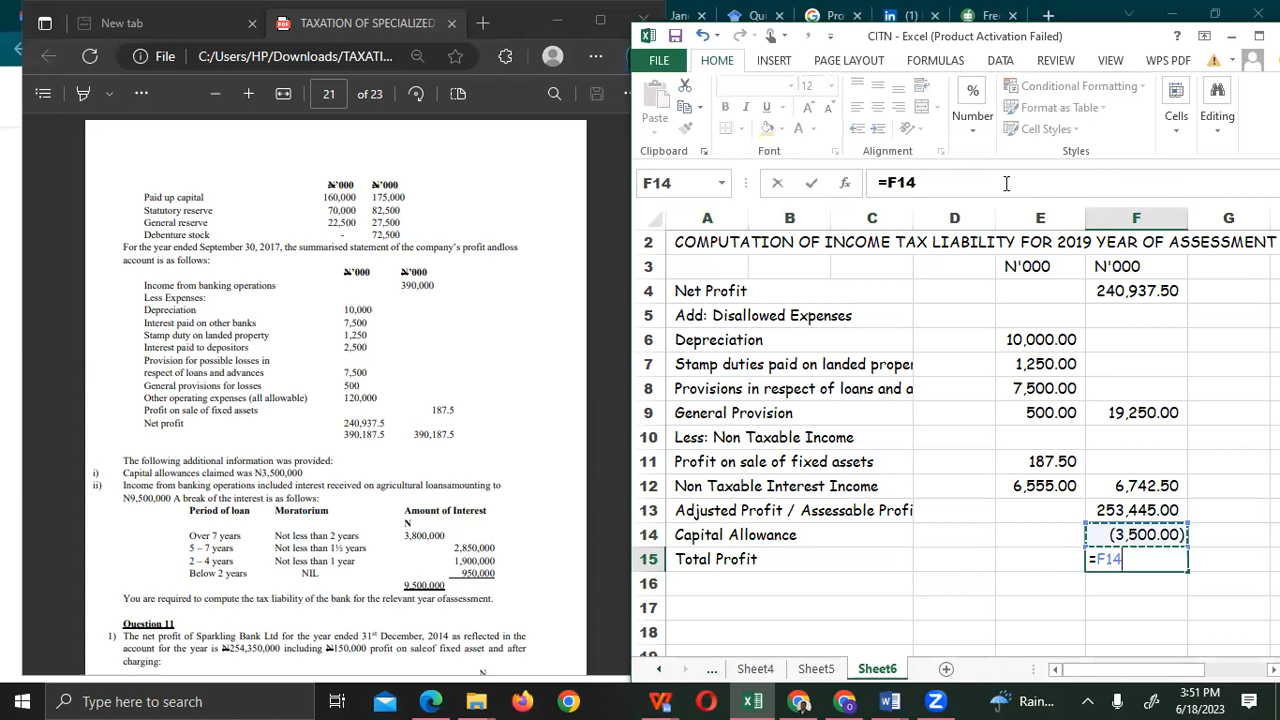 New tab
TAXATION OF SPECIALIZED
File
C:/Users/HP/Downloads/TAXATI...
21 of 23
N'000 N'000
Paid up capital 160,000 175,000
Statutory reserve 70,000 82,500
General reserve 22,500 27,500
Debenture stock - 72,500
For the year ended September 30, 2017, the summarised statement of the company's profit andloss
account is as follows:
N'000 N'000
Income from banking operations 390,000
Less Expenses:
Depreciation 10,000
Interest paid on other banks 7,500
Stamp duty on landed property 1,250
Interest paid to depositors 2,500
Provision for possible losses in
respect of loans and advances 7,500
General provisions for losses 500
Other operating expenses (all allowable) 120,000
Profit on sale of fixed assets 187.5
Net profit 240,937.5
390,187.5 390,187.5
The following additional information was provided:
i) Capital allowances claimed was N3,500,000
ii) Income from banking operations included interest received on agricultural loansamounting to
N9,500,000 A break of the interest is as follows:
Period of loan Moratorium Amount of Interest
N
Over 7 years Not less than 2 years 3,800,000
5 – 7 years Not less than 1½ years 2,850,000
2 – 4 years Not less than 1 year 1,900,000
Below 2 years NIL 950,000
9,500,000
You are required to compute the tax liability of the bank for the relevant year ofassessment.
Question 11
1) The net profit of Sparkling Bank Ltd for the year ended 31st December, 2014 as reflected in the
account for the year is N254,350,000 including N150,000 profit on saleof fixed asset and after
charging:
N
CITN - Excel (Product Activation Failed)
FILE HOME INSERT PAGE LAYOUT FORMULAS DATA REVIEW VIEW WPS PDF
Paste
12
B I U
A A
%
Number
Conditional Formatting
Format as Table
Cell Styles
Cells
Editing
Clipboard Font Alignment Styles
F14 fx =F14
A B C D E F G
2 COMPUTATION OF INCOME TAX LIABILITY FOR 2019 YEAR OF ASSESSMENT
3 N'000 N'000
4 Net Profit 240,937.50
5 Add: Disallowed Expenses
6 Depreciation 10,000.00
7 Stamp duties paid on landed proper 1,250.00
8 Provisions in respect of loans and a 7,500.00
9 General Provision 500.00 19,250.00
10 Less: Non Taxable Income
11 Profit on sale of fixed assets 187.50
12 Non Taxable Interest Income 6,555.00 6,742.50
13 Adjusted Profit / Assessable Profi 253,445.00
14 Capital Allowance (3,500.00)
15 Total Profit =F14
16
17
18
... Sheet4 Sheet5 Sheet6
Type here to search
Rain...
3:51 PM
6/18/2023